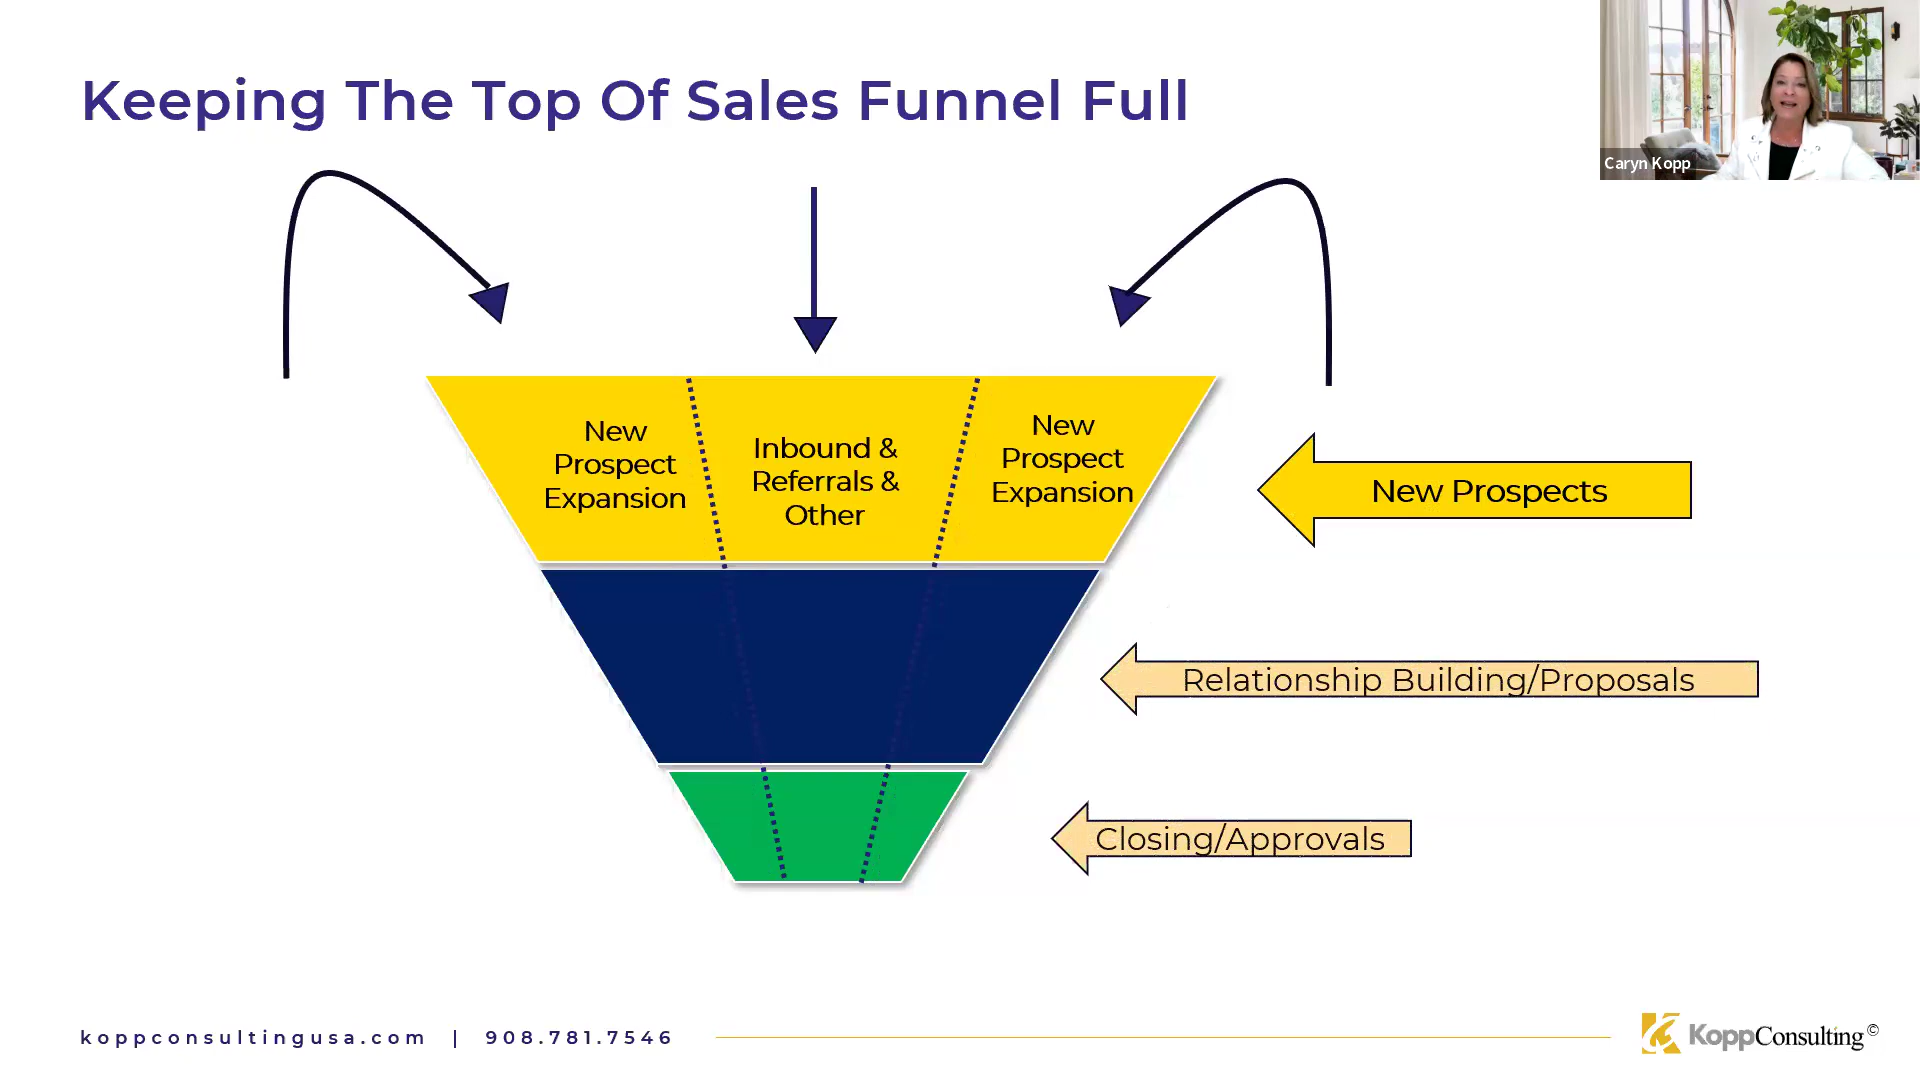 Keeping The Top Of Sales Funnel Full
Caryn Kopp
New
Prospect
Expansion
Inbound &
Referrals &
Other
New
Prospect
Expansion
New Prospects
Relationship Building/Proposals
Closing/Approvals
koppconsultingusa.com | 908.781.7546
KoppConsulting©